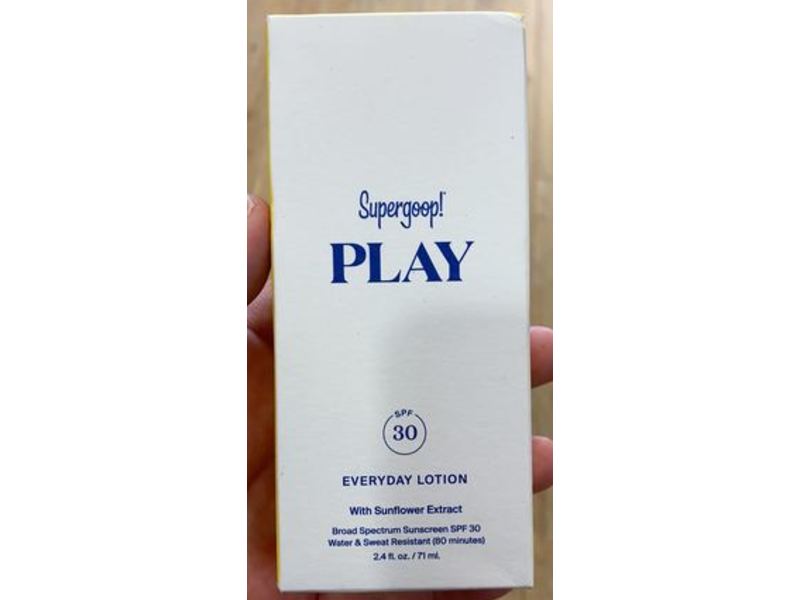 Supergoop!
PLAY
SPF
30
EVERYDAY LOTION
With Sunflower Extract
Broad Spectrum Sunscreen SPF 30
Water & Sweat Resistant (80 minutes)
2.4 fl. oz. / 71 ml.